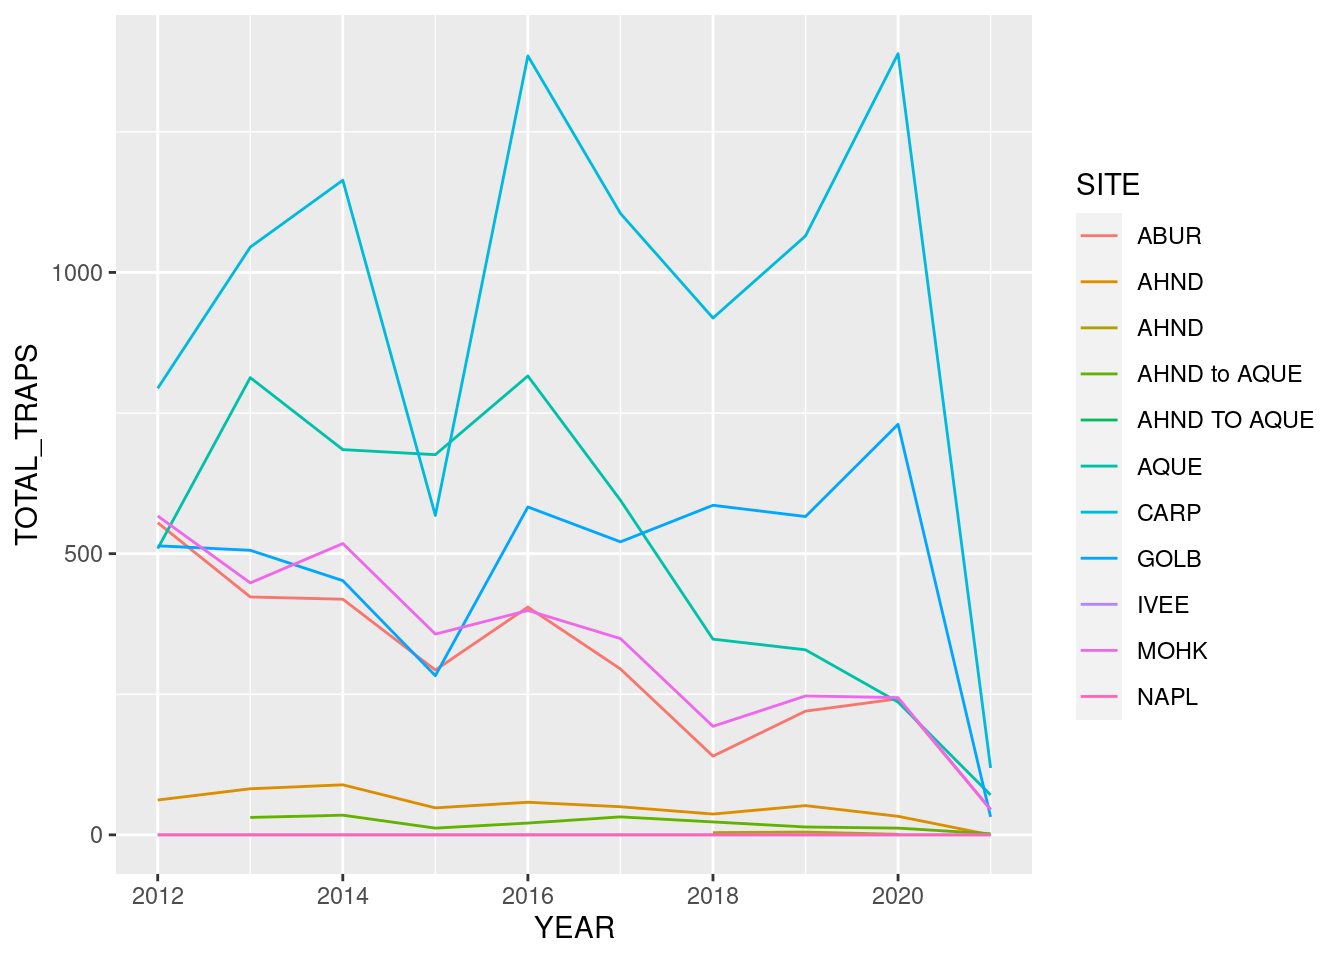 TOTAL_TRAPS
1000
500
0
2012 2014 2016 2018 2020
YEAR
SITE
ABUR
AHND
AHND
AHND to AQUE
AHND TO AQUE
AQUE
CARP
GOLB
IVEE
MOHK
NAPL